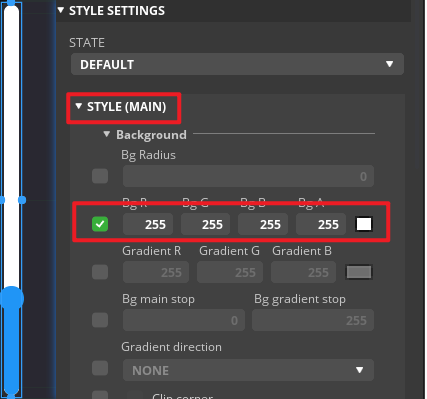 STYLE SETTINGS
STATE
DEFAULT
STYLE (MAIN)
Background
Bg Radius
0
Bg R Bg G Bg B Bg A
255 255 255 255
Gradient R Gradient G Gradient B
255 255 255
Bg main stop Bg gradient stop
0 255
Gradient direction
NONE
Clip corner